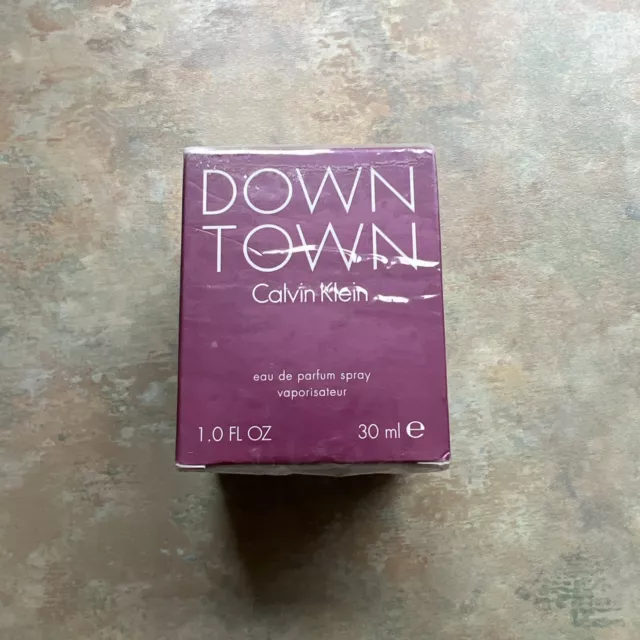 DOWN
TOWN
Calvin Klein
eau de parfum spray
vaporisateur
1.0 FL OZ 30 ml ℮